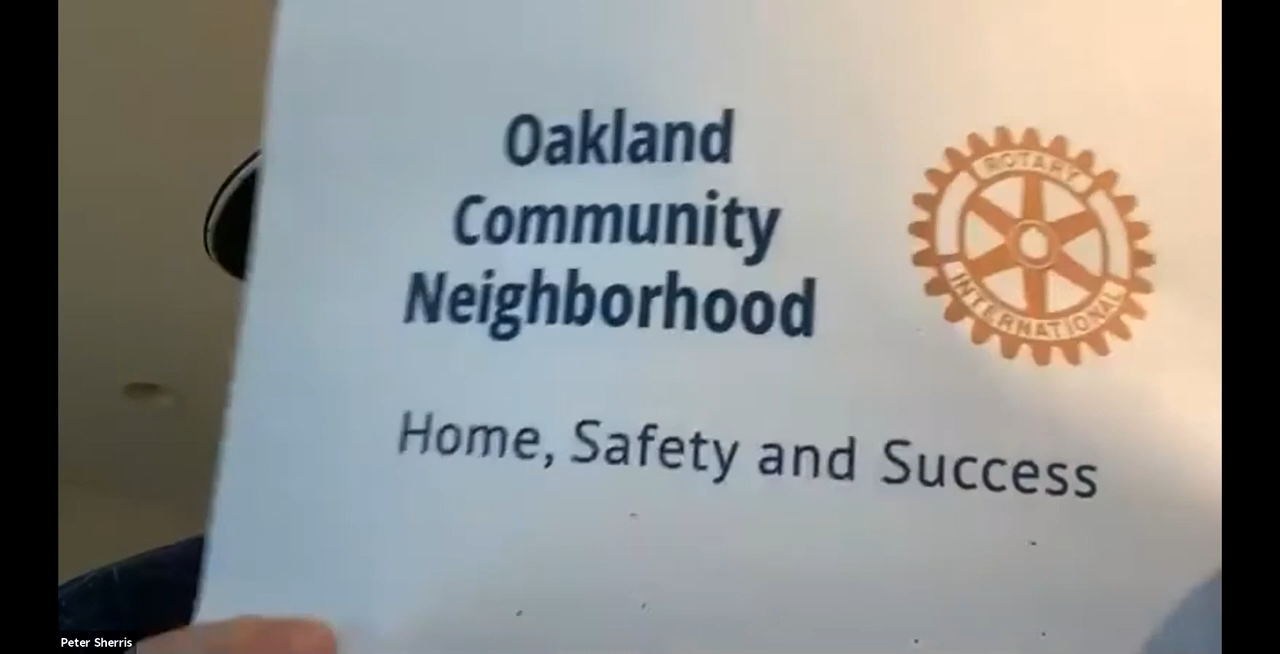 Oakland
Community
Neighborhood
ROTARY
INTERNATIONAL
Home, Safety and Success
Peter Sherris